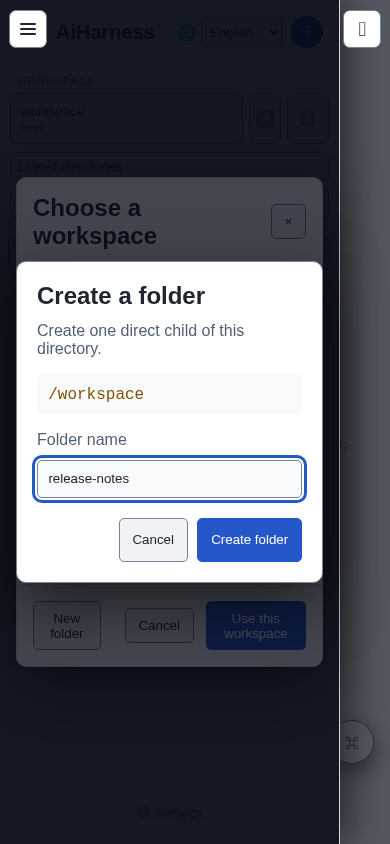 AiHarness
English
+
WORKSPACE
workspace
main
Linked directories
Choose a
workspace
×
Create a folder
Create one direct child of this
directory.
/workspace
Folder name
release-notes
Cancel
Create folder
New
folder
Cancel
Use this
workspace
⌘
Settings